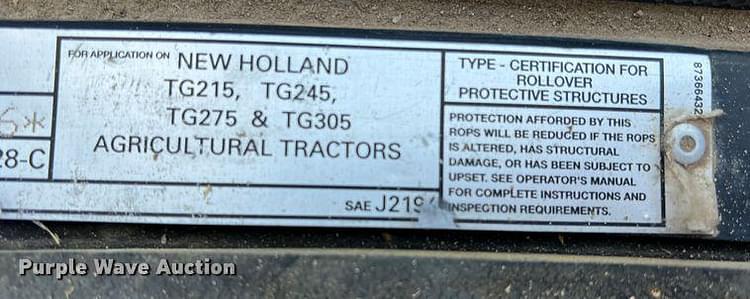 FOR APPLICATION ON NEW HOLLAND
TG215, TG245,
TG275 & TG305
AGRICULTURAL TRACTORS
28-C
SAE
TYPE - CERTIFICATION FOR
ROLLOVER
PROTECTIVE STRUCTURES
PROTECTION AFFORDED BY THIS
ROPS WILL BE REDUCED IF THE ROPS
IS ALTERED, HAS STRUCTURAL
DAMAGE, OR HAS BEEN SUBJECT TO
UPSET. SEE OPERATOR'S MANUAL
FOR COMPLETE INSTRUCTIONS AND
INSPECTION REQUIREMENTS.
87366432
Purple Wave Auction